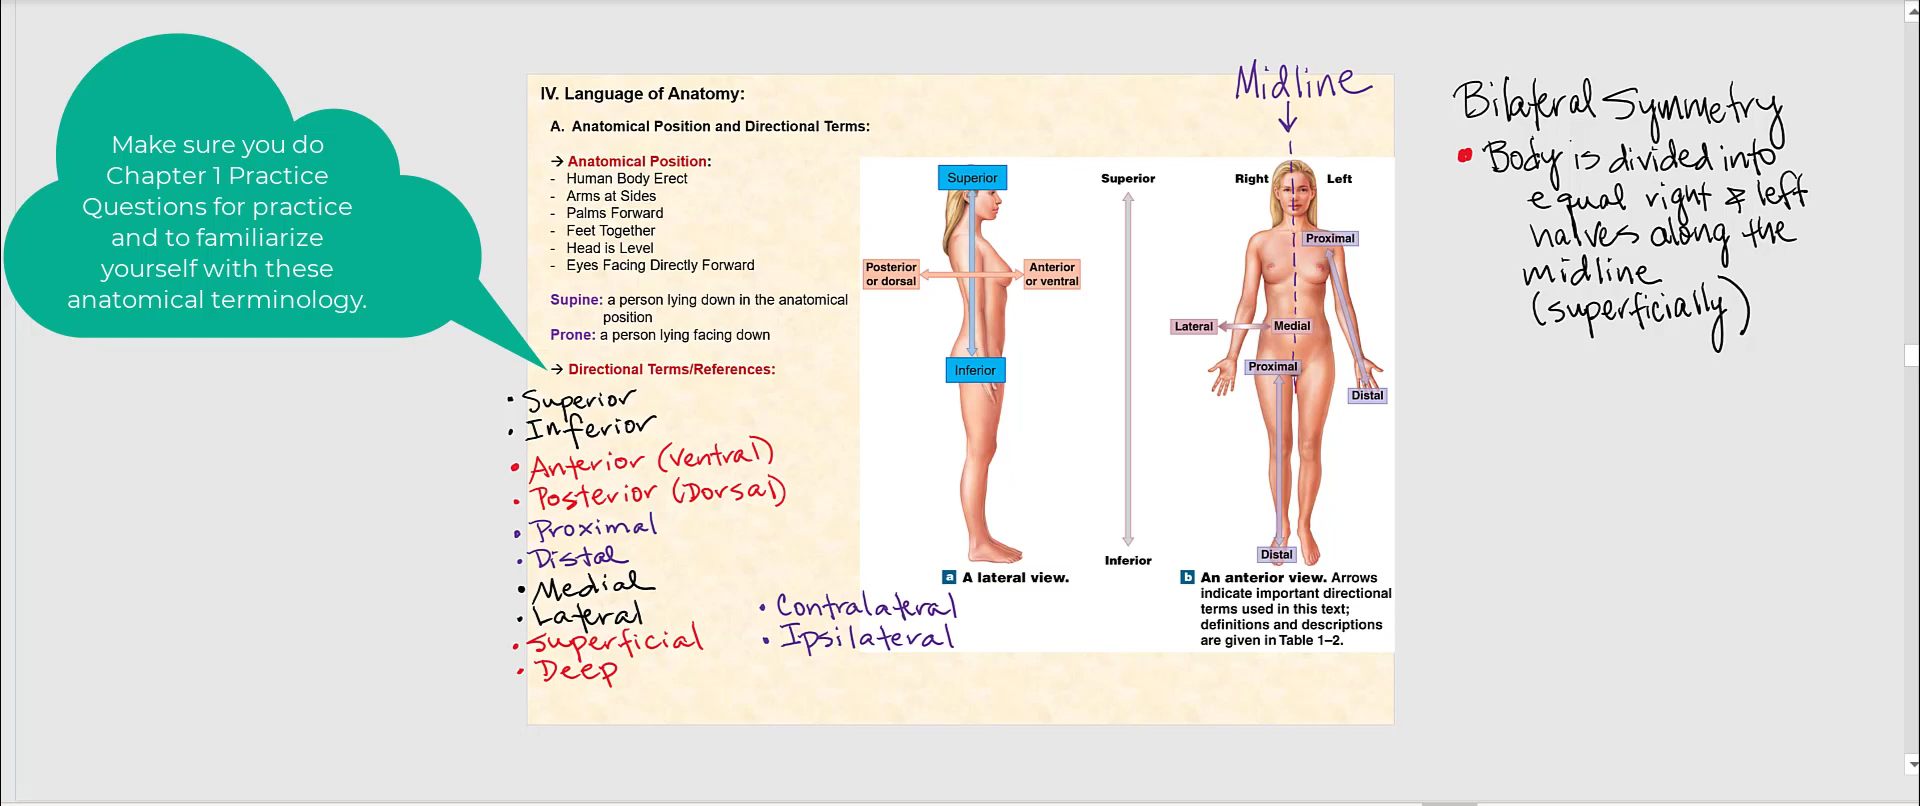 Make sure you do
Chapter 1 Practice
Questions for practice
and to familiarize
yourself with these
anatomical terminology.
IV. Language of Anatomy:
A. Anatomical Position and Directional Terms:
→ Anatomical Position:
- Human Body Erect
- Arms at Sides
- Palms Forward
- Feet Together
- Head is Level
- Eyes Facing Directly Forward
Supine: a person lying down in the anatomical
position
Prone: a person lying facing down
→ Directional Terms/References:
• Superior
• Inferior
• Anterior (Ventral)
• Posterior (Dorsal)
• Proximal
• Distal
• Medial
• Lateral
• Superficial
• Deep
• Contralateral
• Ipsilateral
Superior
Posterior
or dorsal
Anterior
or ventral
Inferior
a A lateral view.
Superior
Inferior
Midline
Right Left
Proximal
Lateral Medial
Proximal
Distal
Distal
b An anterior view. Arrows
indicate important directional
terms used in this text;
definitions and descriptions
are given in Table 1–2.
Bilateral Symmetry
• Body is divided into
equal right & left
halves along the
midline
(superficially)